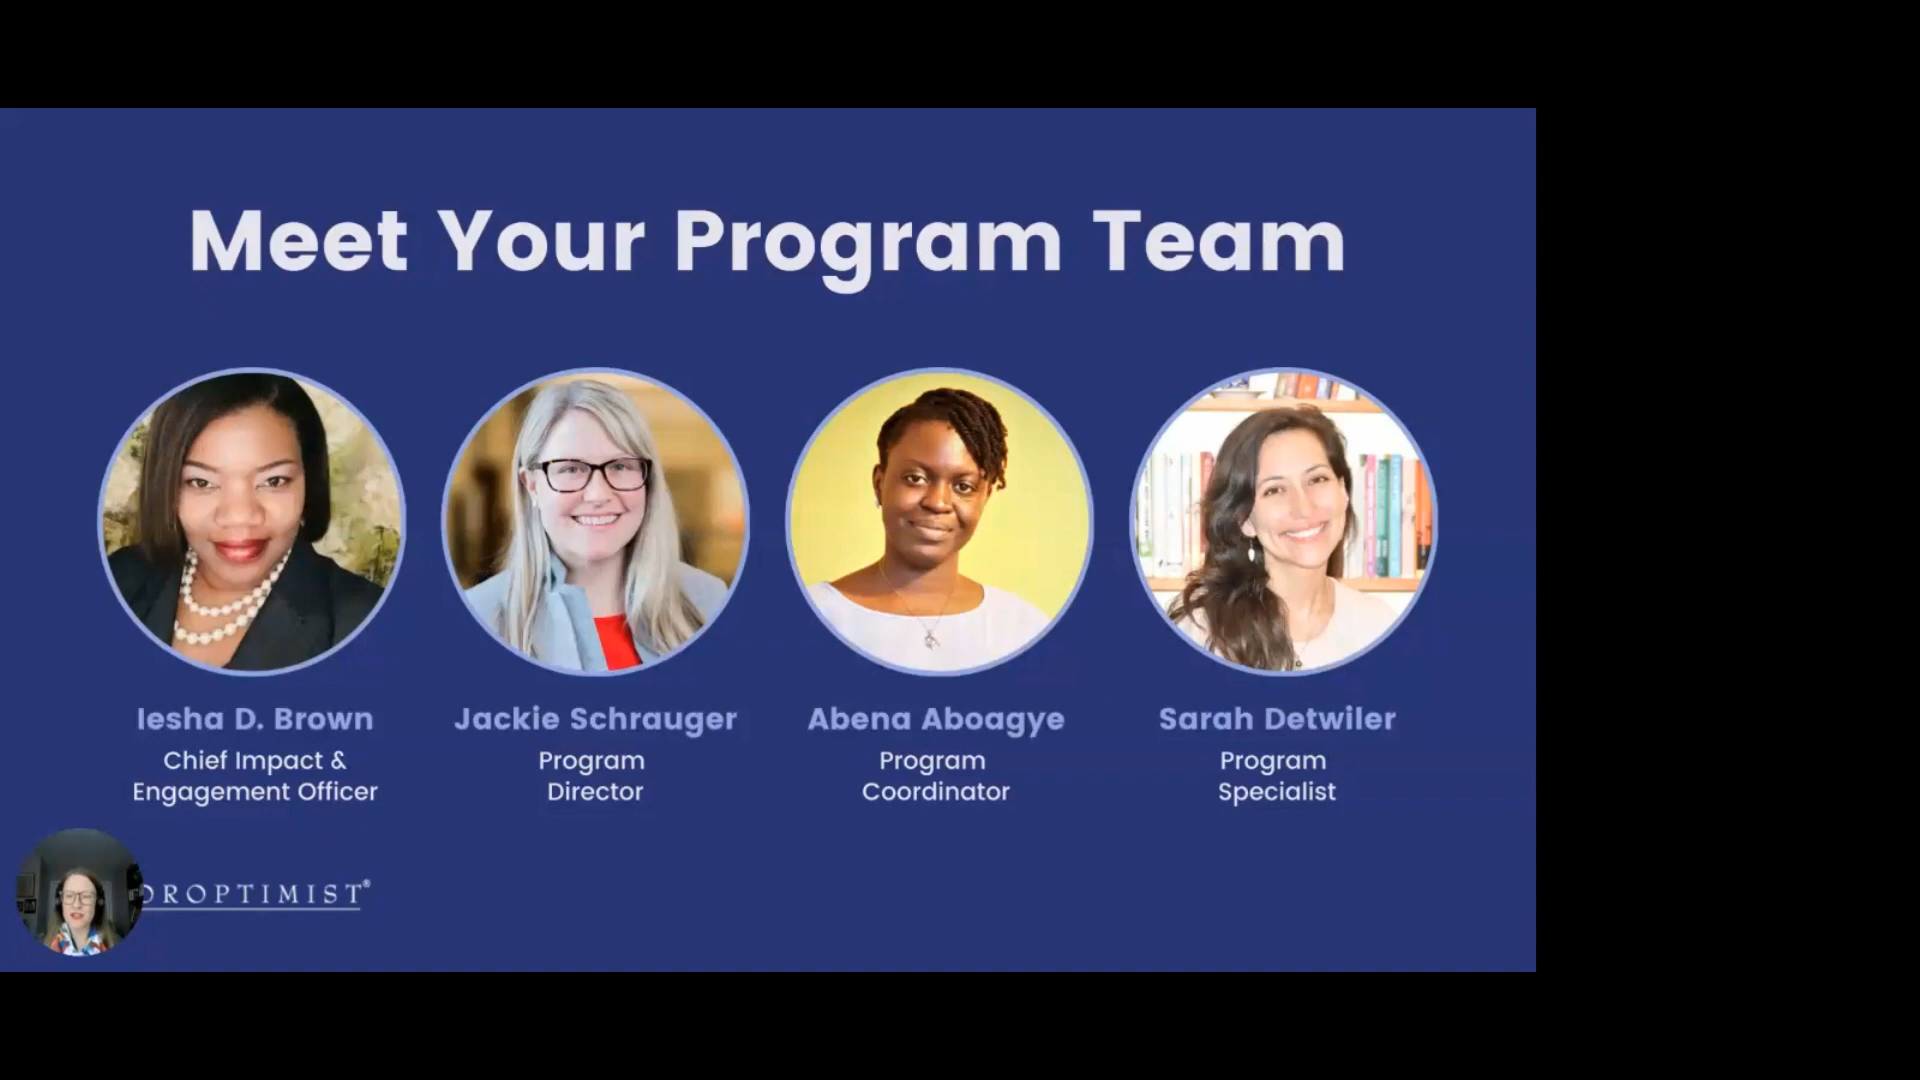 Meet Your Program Team
Iesha D. Brown
Chief Impact &
Engagement Officer
Jackie Schrauger
Program
Director
Abena Aboagye
Program
Coordinator
Sarah Detwiler
Program
Specialist
OROPTIMIST®